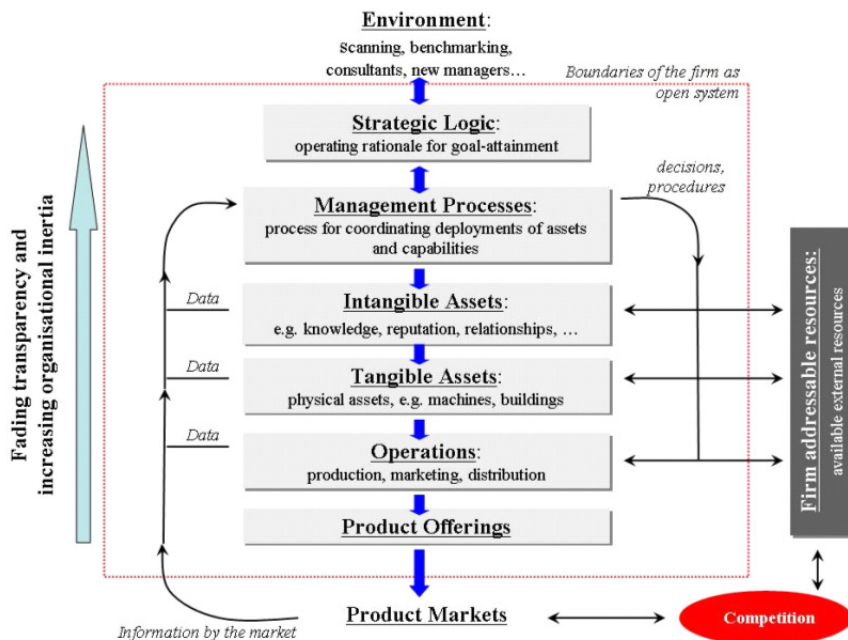 Environment:
Scanning, benchmarking,
consultants, new managers...
Boundaries of the firm as
open system
Strategic Logic:
operating rationale for goal-attainment
decisions,
procedures
Management Processes:
process for coordinating deployments of assets
and capabilities
Data
Intangible Assets:
e.g. knowledge, reputation, relationships, ...
Data
Tangible Assets:
physical assets, e.g. machines, buildings
Data
Operations:
production, marketing, distribution
Product Offerings
Product Markets
Information by the market
Competition
Fading transparency and
increasing organisational inertia
Firm addressable resources:
available external resources